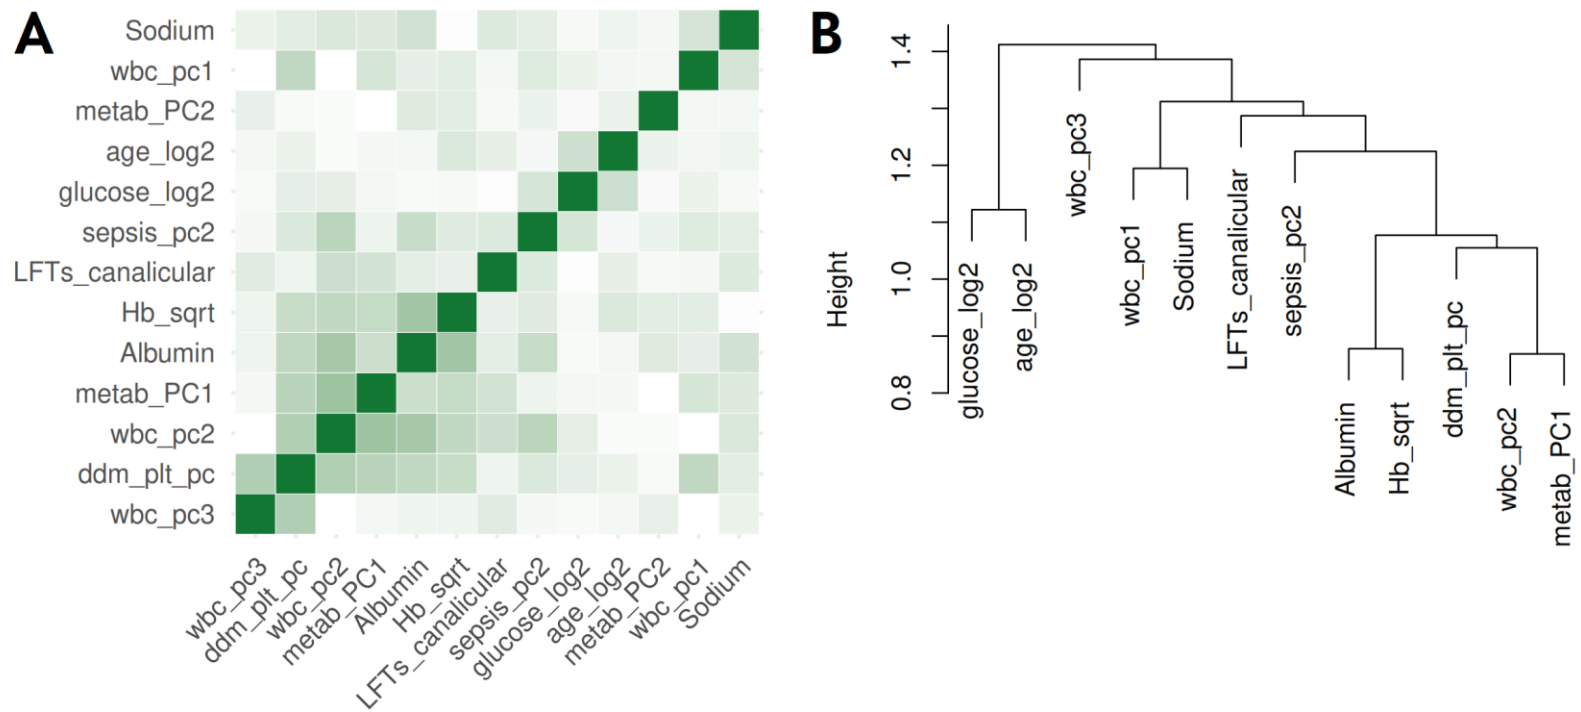 A
Sodium
wbc_pc1
metab_PC2
age_log2
glucose_log2
sepsis_pc2
LFTs_canalicular
Hb_sqrt
Albumin
metab_PC1
wbc_pc2
ddm_plt_pc
wbc_pc3
wbc_pc3
ddm_plt_pc
wbc_pc2
metab_PC1
Albumin
Hb_sqrt
LFTs_canalicular
sepsis_pc2
glucose_log2
age_log2
metab_PC2
wbc_pc1
Sodium
B
Height
1.4
1.2
1.0
0.8
glucose_log2
age_log2
wbc_pc3
wbc_pc1
Sodium
LFTs_canalicular
sepsis_pc2
Albumin
Hb_sqrt
ddm_plt_pc
wbc_pc2
metab_PC1